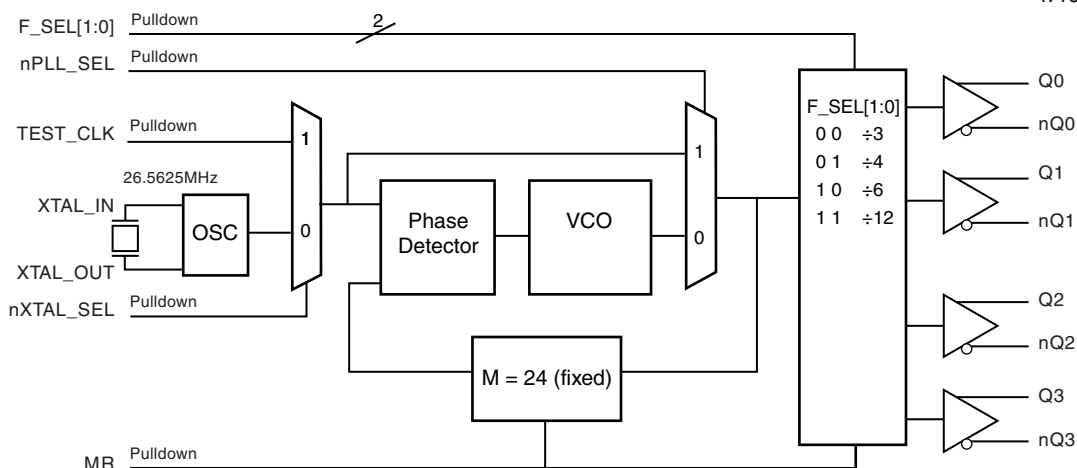 F_SEL[1:0] Pulldown 2
nPLL_SEL Pulldown
TEST_CLK Pulldown
26.5625MHz
XTAL_IN
OSC
XTAL_OUT
nXTAL_SEL Pulldown
1
0
Phase
Detector
VCO
1
0
M = 24 (fixed)
MR Pulldown
F_SEL[1:0]
0 0 ÷3
0 1 ÷4
1 0 ÷6
1 1 ÷12
Q0
nQ0
Q1
nQ1
Q2
nQ2
Q3
nQ3